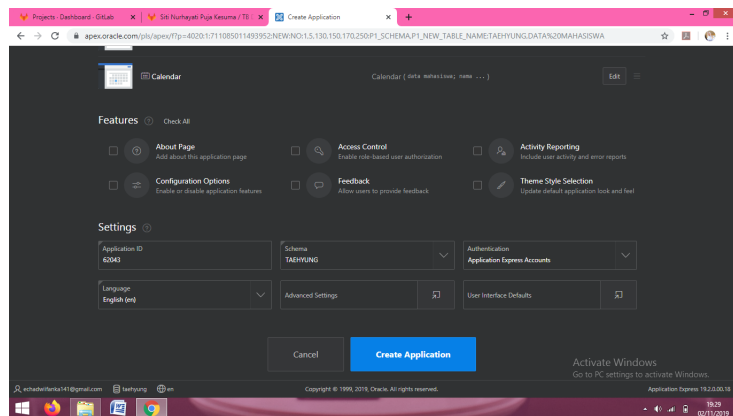 Projects · Dashboard · GitLab
Siti Nurhayati Puja Kesuma / TII
Create Application
apex.oracle.com/pls/apex/f?p=4020:1:711085011493952:NEW:NO:1.5.130.150.170.250:P1_SCHEMA,P1_NEW_TABLE_NAME:TAEHYUNG.DATA%20MAHASISWA
Calendar
Calendar ( data mahasiswa; nama ... )
Edit
Features
Check All
About Page
Add about this application page
Access Control
Enable role-based user authorization
Activity Reporting
Include user activity and error reports
Configuration Options
Enable or disable application features
Feedback
Allow users to provide feedback
Theme Style Selection
Update default application look and feel
Settings
Application ID
62043
Schema
TAEHYUNG
Authentication
Application Express Accounts
Language
English (en)
Advanced Settings
User Interface Defaults
Cancel
Create Application
Activate Windows
Go to PC settings to activate Windows.
echadwilfianka141@gmail.com
taehyung
en
Copyright © 1999, 2019, Oracle. All rights reserved.
Application Express 19.2.0.00.18
19:29
02/11/2019